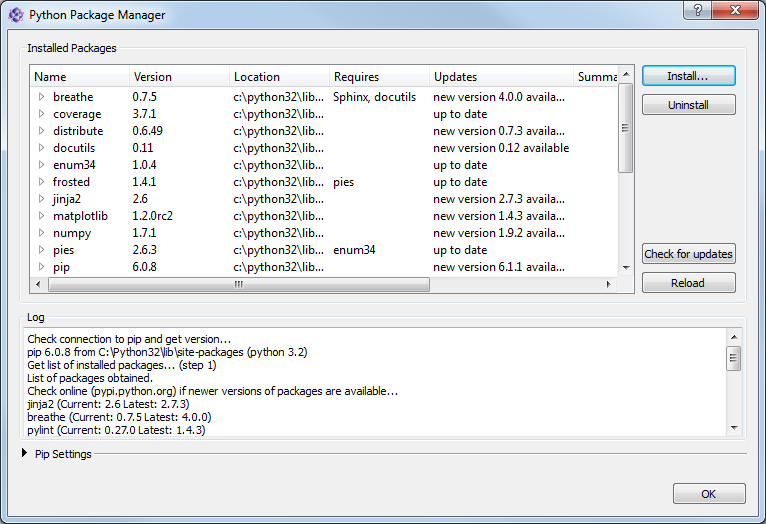 Python Package Manager
Installed Packages
Name Version Location Requires Updates Summa
breathe 0.7.5 c:\python32\lib... Sphinx, docutils new version 4.0.0 availa...
coverage 3.7.1 c:\python32\lib... up to date
distribute 0.6.49 c:\python32\lib... new version 0.7.3 availa...
docutils 0.11 c:\python32\lib... new version 0.12 available
enum34 1.0.4 c:\python32\lib... up to date
frosted 1.4.1 c:\python32\lib... pies up to date
jinja2 2.6 c:\python32\lib... new version 2.7.3 availa...
matplotlib 1.2.0rc2 c:\python32\lib... new version 1.4.3 availa...
numpy 1.7.1 c:\python32\lib... new version 1.9.2 availa...
pies 2.6.3 c:\python32\lib... enum34 up to date
pip 6.0.8 c:\python32\lib... new version 6.1.1 availa...
Install...
Uninstall
Check for updates
Reload
Log
Check connection to pip and get version...
pip 6.0.8 from C:\Python32\lib\site-packages (python 3.2)
Get list of installed packages... (step 1)
List of packages obtained.
Check online (pypi.python.org) if newer versions of packages are available...
jinja2 (Current: 2.6 Latest: 2.7.3)
breathe (Current: 0.7.5 Latest: 4.0.0)
pylint (Current: 0.27.0 Latest: 1.4.3)
Pip Settings
OK